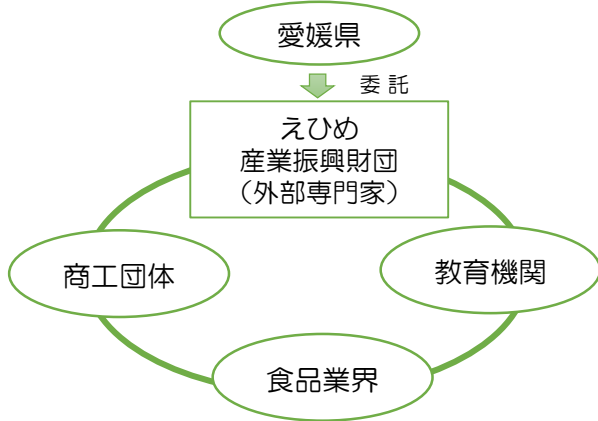 愛媛県
委託
えひめ
産業振興財団
（外部専門家）
商工団体
教育機関
食品業界